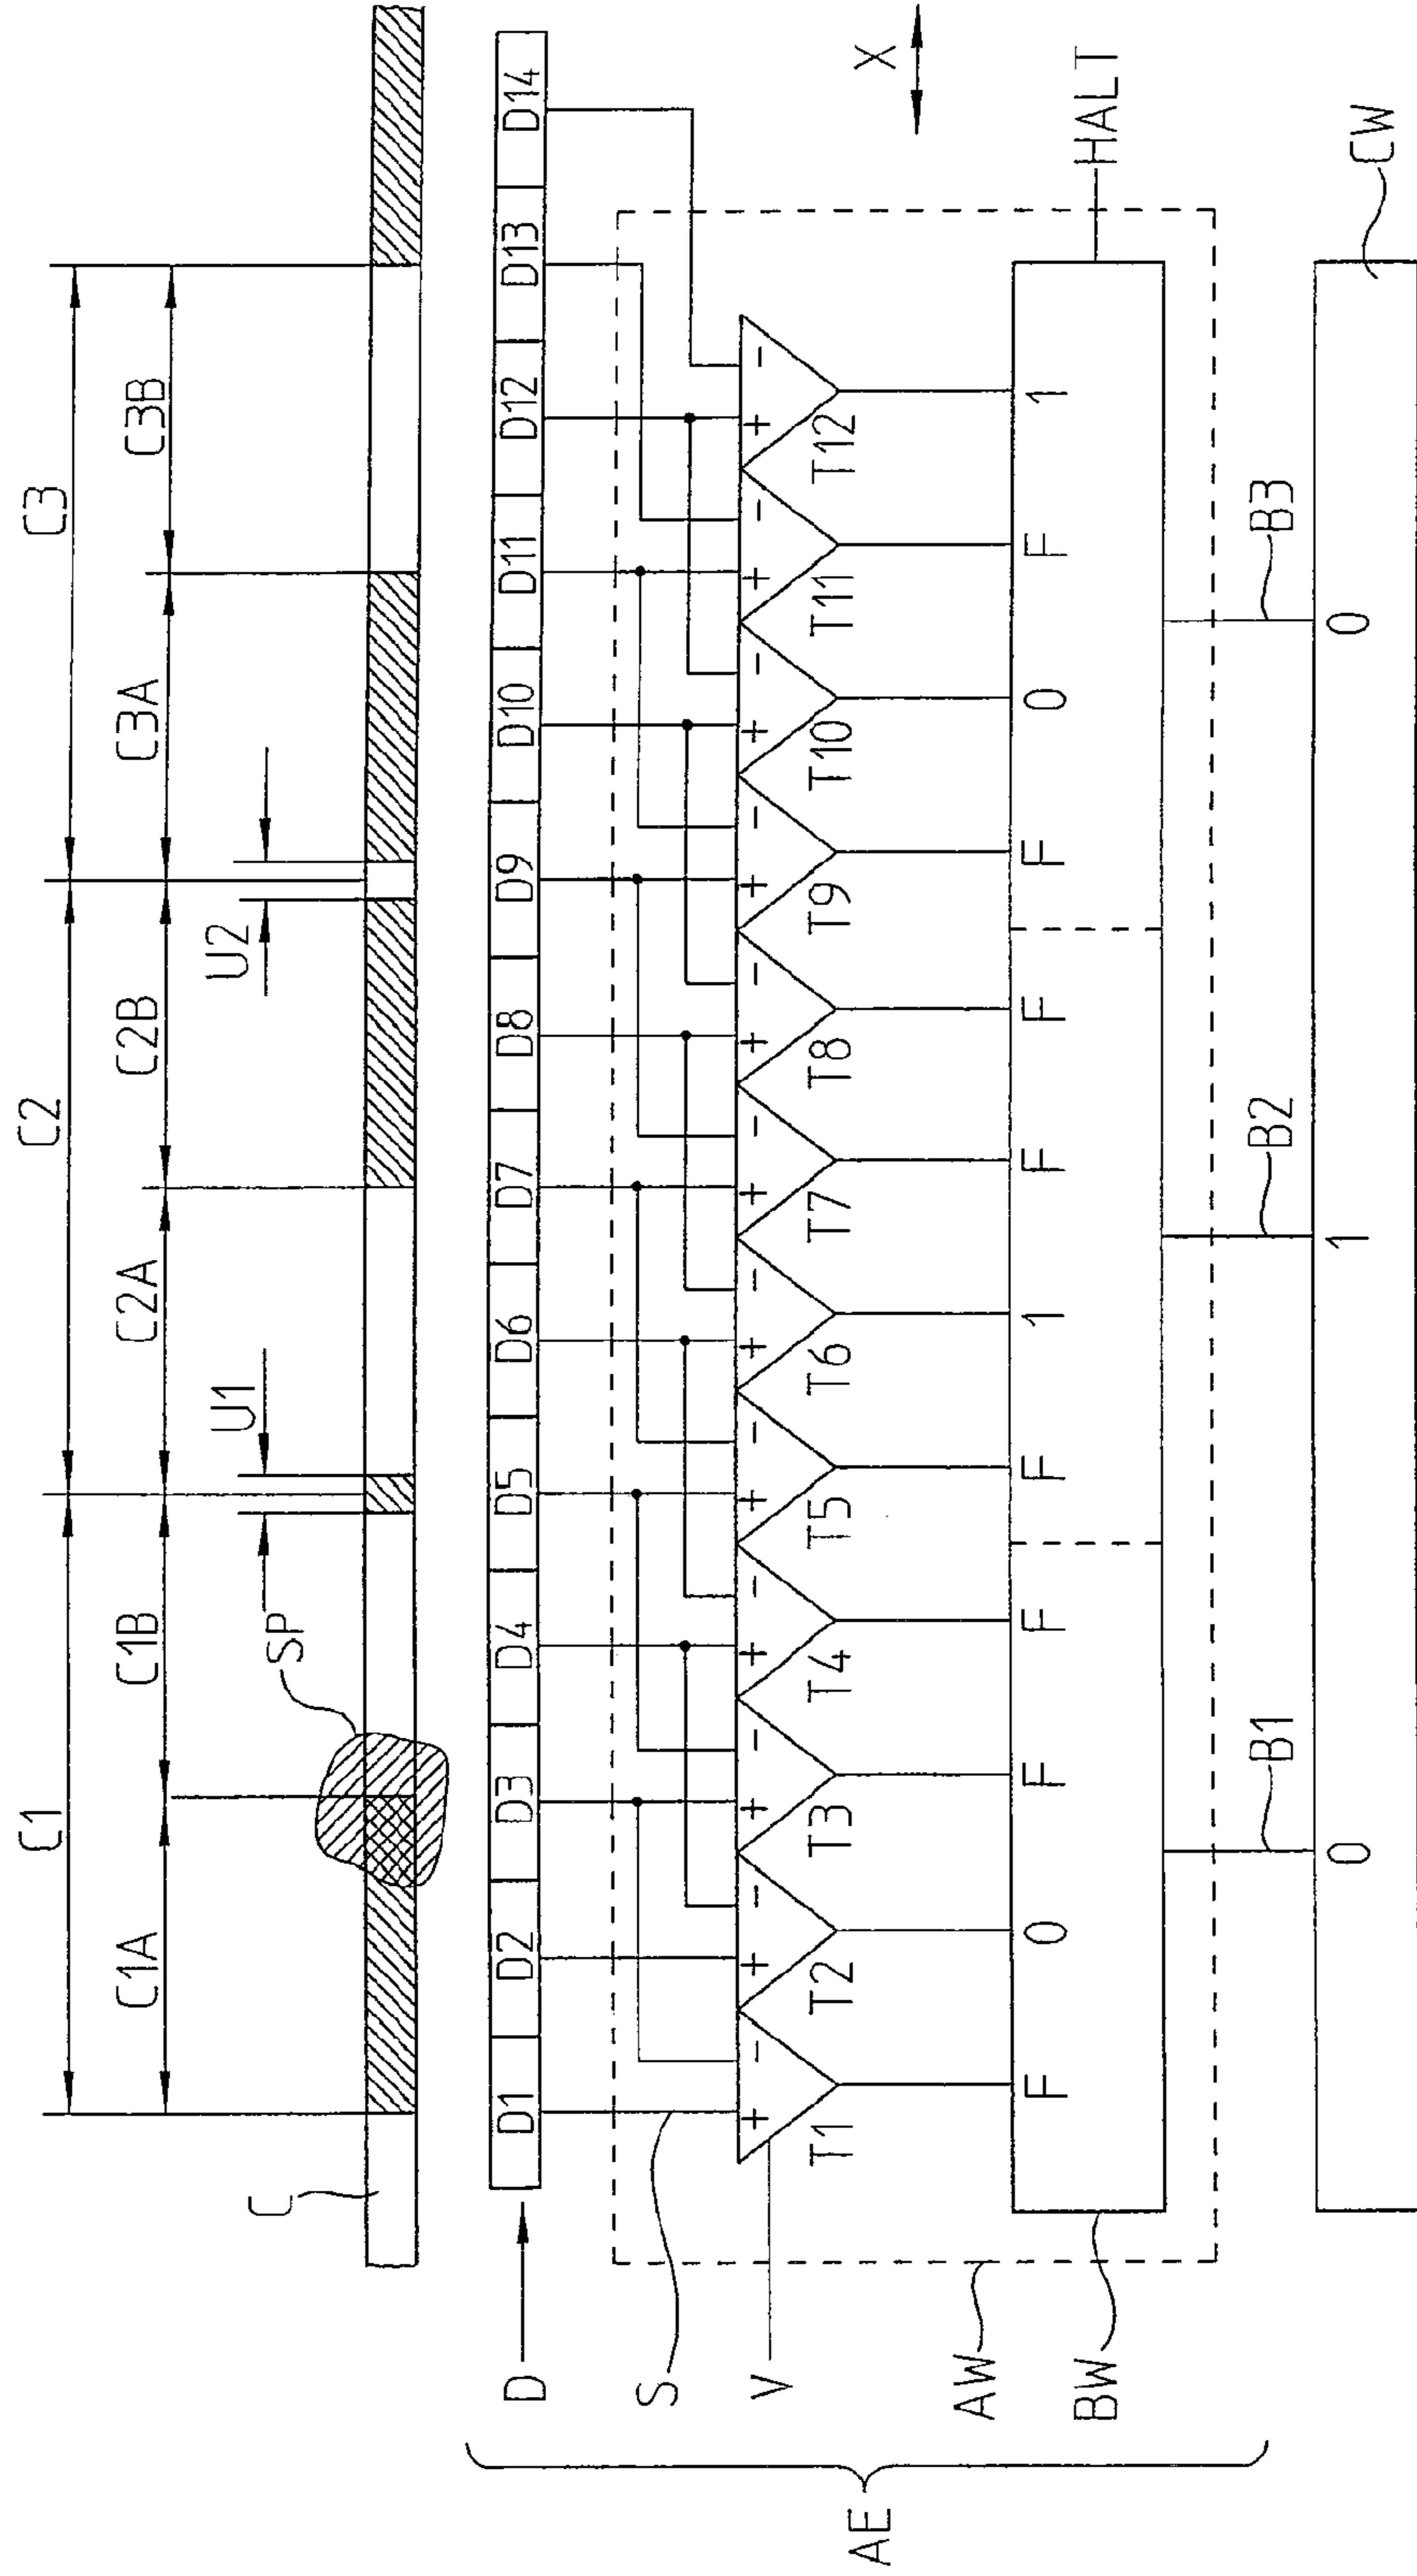 C1 C2 C3
C1A C1B C2A C2B C3A C3B
U1 U2
SP
C
D D1 D2 D3 D4 D5 D6 D7 D8 D9 D10 D11 D12 D13 D14
S
X
V + − + − + − + − + − + − + − + − + − + − + − + −
T1 T2 T3 T4 T5 T6 T7 T8 T9 T10 T11 T12
AE
AW
HALT
BW F 0 F F F 1 F F F 0 F 1
B1 B2 B3
0 1 0 CW